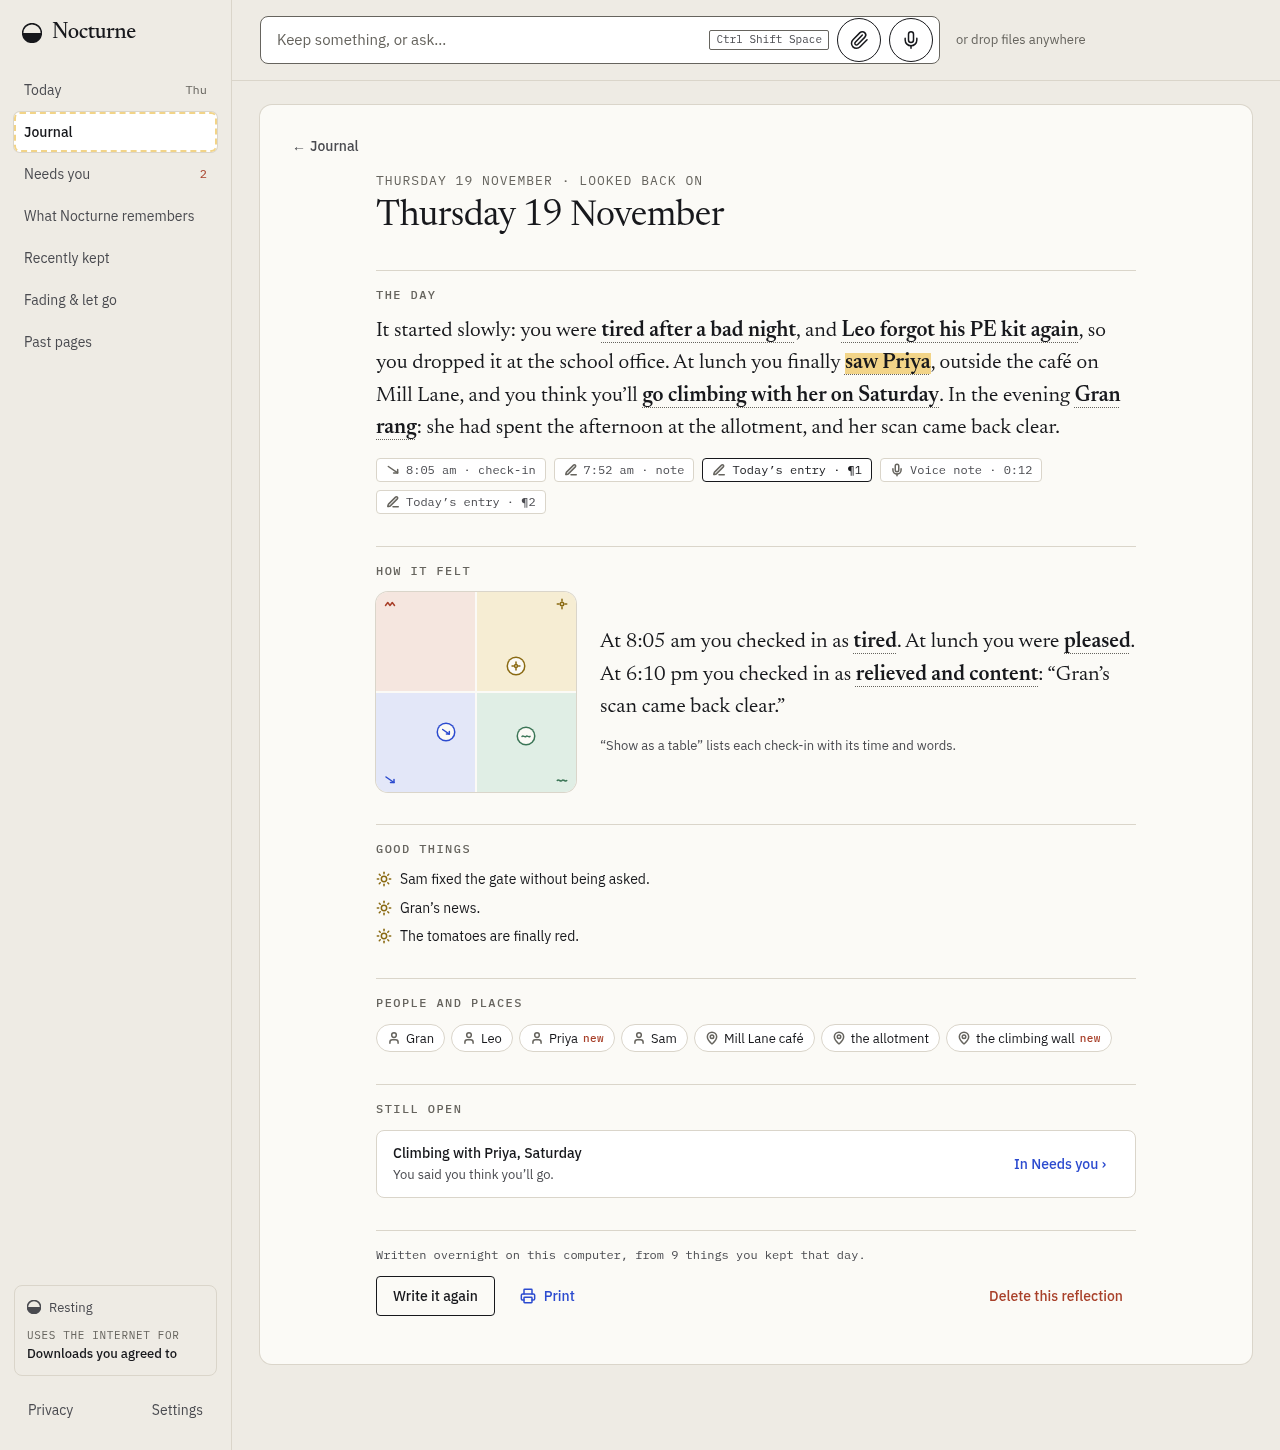 Nocturne
Keep something, or ask...
Ctrl Shift Space
or drop files anywhere
Today
Thu
Journal
Needs you
2
What Nocturne remembers
Recently kept
Fading & let go
Past pages
← Journal
THURSDAY 19 NOVEMBER · LOOKED BACK ON
Thursday 19 November
THE DAY
It started slowly: you were tired after a bad night, and Leo forgot his PE kit again, so
you dropped it at the school office. At lunch you finally saw Priya, outside the café on
Mill Lane, and you think you’ll go climbing with her on Saturday. In the evening Gran
rang: she had spent the afternoon at the allotment, and her scan came back clear.
8:05 am · check-in
7:52 am · note
Today’s entry · ¶1
Voice note · 0:12
Today’s entry · ¶2
HOW IT FELT
At 8:05 am you checked in as tired. At lunch you were pleased.
At 6:10 pm you checked in as relieved and content: “Gran’s
scan came back clear.”
“Show as a table” lists each check-in with its time and words.
GOOD THINGS
Sam fixed the gate without being asked.
Gran’s news.
The tomatoes are finally red.
PEOPLE AND PLACES
Gran
Leo
Priya new
Sam
Mill Lane café
the allotment
the climbing wall new
STILL OPEN
Climbing with Priya, Saturday
You said you think you’ll go.
In Needs you ›
Written overnight on this computer, from 9 things you kept that day.
Write it again
Print
Delete this reflection
Resting
USES THE INTERNET FOR
Downloads you agreed to
Privacy
Settings